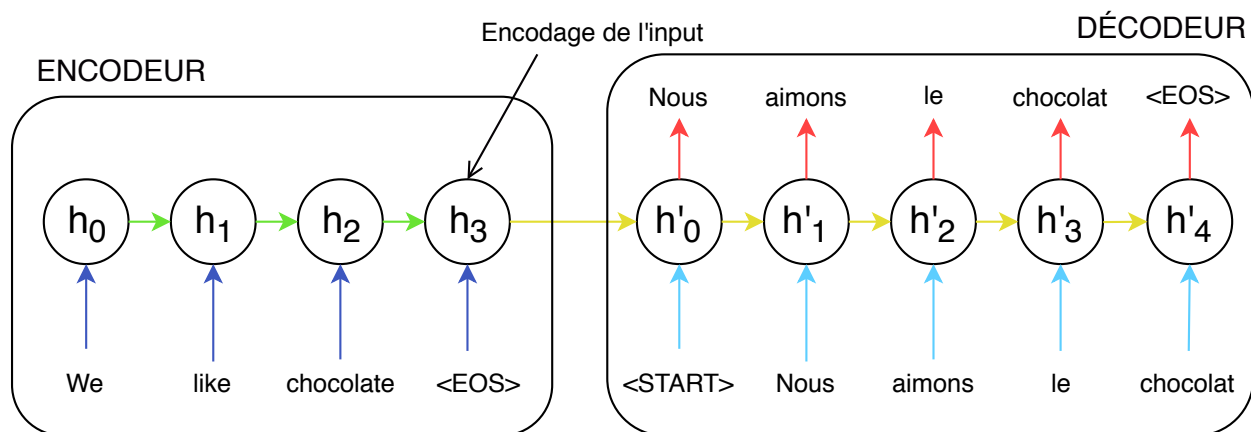 Encodage de l'input
ENCODEUR
DÉCODEUR
Nous aimons le chocolat <EOS>
h0 h1 h2 h3 h'0 h'1 h'2 h'3 h'4
We like chocolate <EOS> <START> Nous aimons le chocolat